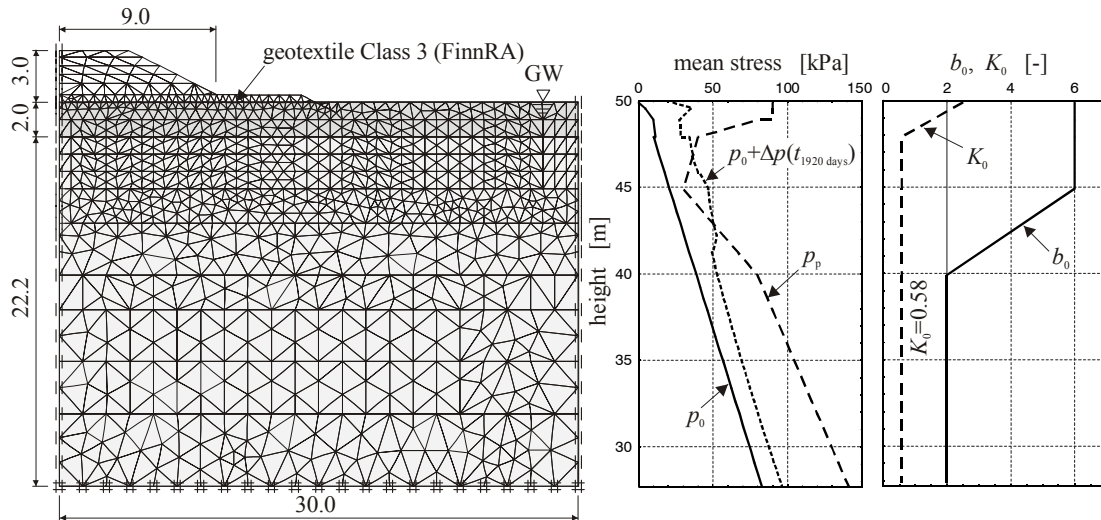 9.0
geotextile Class 3 (FinnRA)
GW
3.0
2.0
22.2
30.0
mean stress [kPa]
0 50 100 150
50
45
40
35
30
height [m]
p₀+Δp(t₁₉₂₀ days)
pₚ
p₀
b₀, K₀ [-]
0 2 4 6
K₀
b₀
K₀=0.58